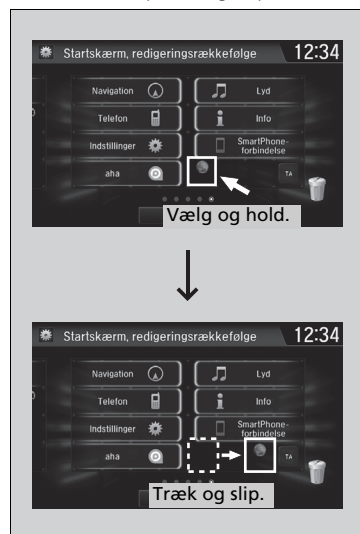 Startskærm, redigeringsrækkefølge 12:34
Navigation Lyd
Telefon Info
Indstillinger SmartPhone-
forbindelse
aha TA
Vælg og hold.
Startskærm, redigeringsrækkefølge 12:34
Navigation Lyd
Telefon Info
Indstillinger SmartPhone-
forbindelse
aha TA
Træk og slip.